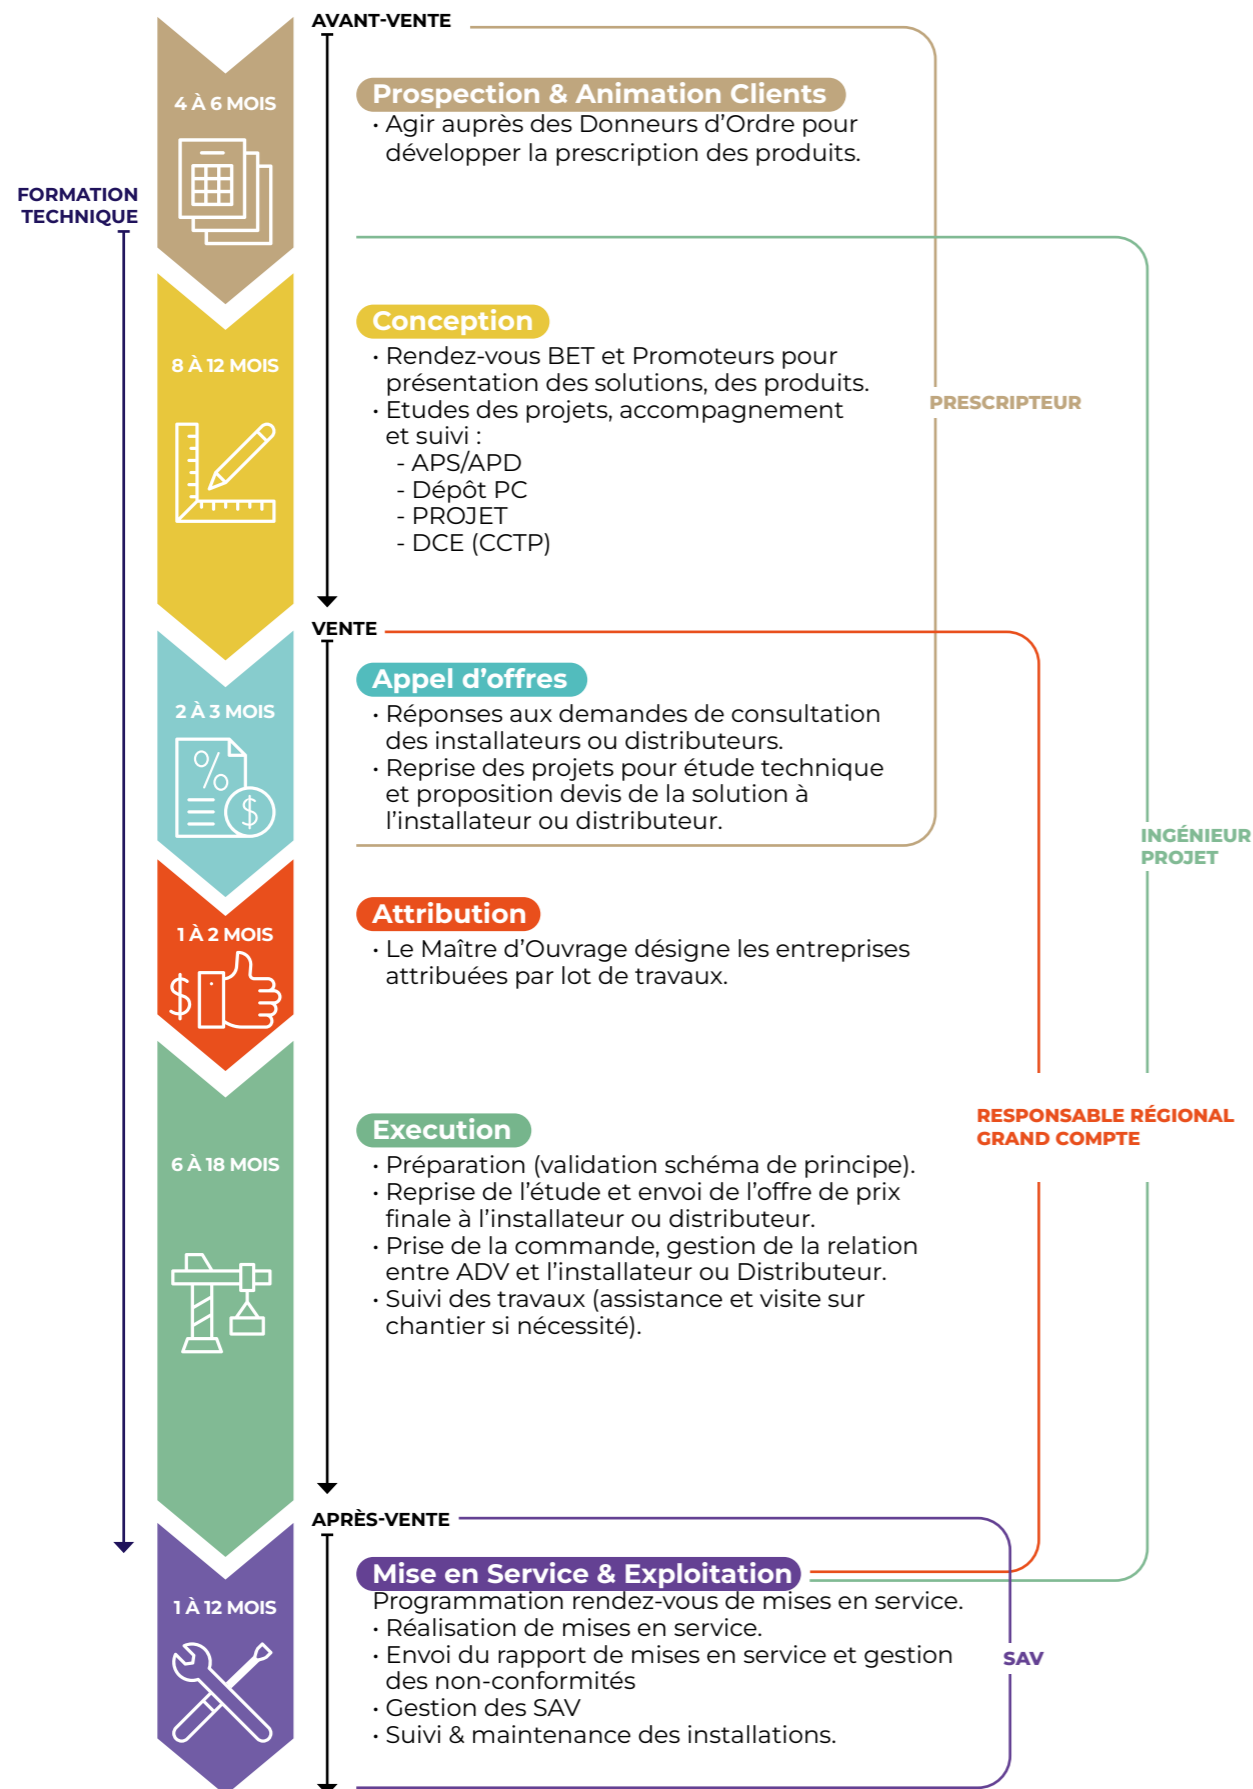 AVANT-VENTE
4 À 6 MOIS
Prospection & Animation Clients
· Agir auprès des Donneurs d’Ordre pour
développer la prescription des produits.
FORMATION
TECHNIQUE
8 À 12 MOIS
Conception
· Rendez-vous BET et Promoteurs pour
présentation des solutions, des produits.
· Etudes des projets, accompagnement
et suivi :
- APS/APD
- Dépôt PC
- PROJET
- DCE (CCTP)
PRESCRIPTEUR
VENTE
2 À 3 MOIS
%
$
Appel d’offres
· Réponses aux demandes de consultation
des installateurs ou distributeurs.
· Reprise des projets pour étude technique
et proposition devis de la solution à
l’installateur ou distributeur.
INGÉNIEUR
PROJET
1 À 2 MOIS
$
Attribution
· Le Maître d’Ouvrage désigne les entreprises
attribuées par lot de travaux.
RESPONSABLE RÉGIONAL
GRAND COMPTE
6 À 18 MOIS
Execution
· Préparation (validation schéma de principe).
· Reprise de l’étude et envoi de l’offre de prix
finale à l’installateur ou distributeur.
· Prise de la commande, gestion de la relation
entre ADV et l’installateur ou Distributeur.
· Suivi des travaux (assistance et visite sur
chantier si nécessité).
APRÈS-VENTE
1 À 12 MOIS
Mise en Service & Exploitation
Programmation rendez-vous de mises en service.
· Réalisation de mises en service.
· Envoi du rapport de mises en service et gestion
des non-conformités
· Gestion des SAV
· Suivi & maintenance des installations.
SAV